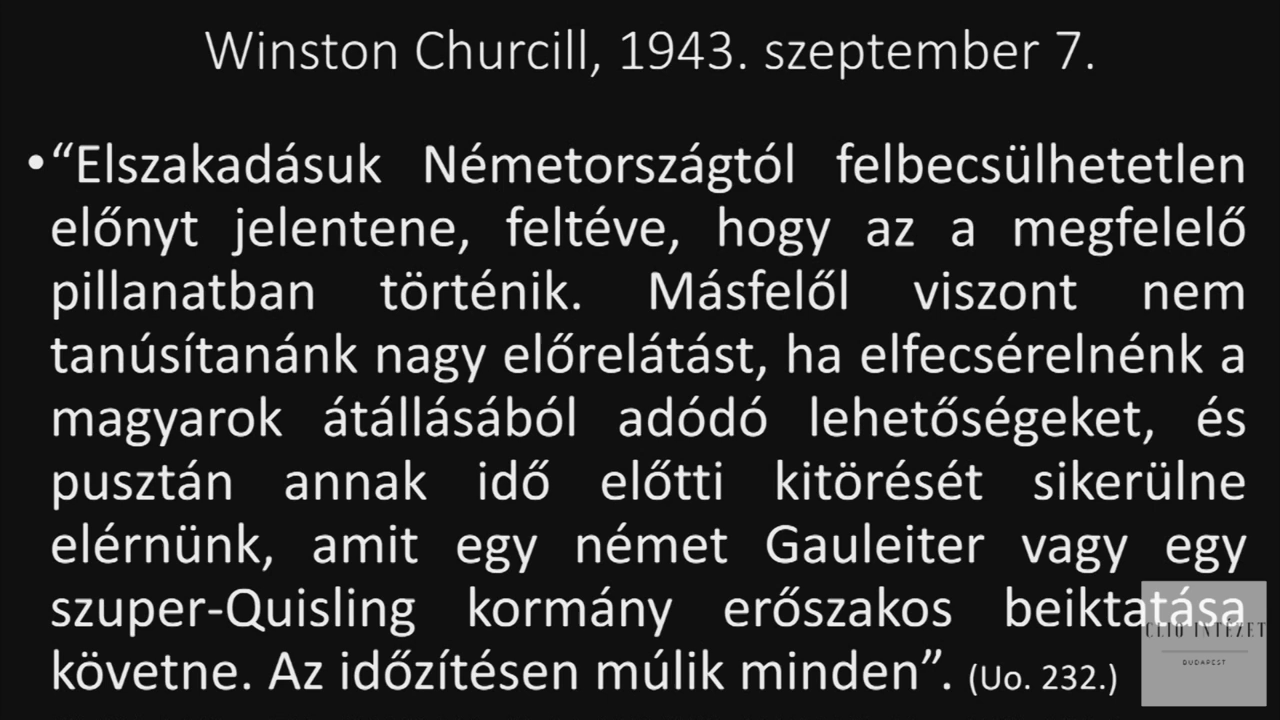 Winston Churcill, 1943. szeptember 7.
•“Elszakadásuk Németországtól felbecsülhetetlen
előnyt jelentene, feltéve, hogy az a megfelelő
pillanatban történik. Másfelől viszont nem
tanúsítanánk nagy előrelátást, ha elfecsérelnénk a
magyarok átállásából adódó lehetőségeket, és
pusztán annak idő előtti kitörését sikerülne
elérnünk, amit egy német Gauleiter vagy egy
szuper-Quisling kormány erőszakos beiktatása
követne. Az időzítésen múlik minden”. (Uo. 232.)
CLIO INTÉZET
BUDAPEST